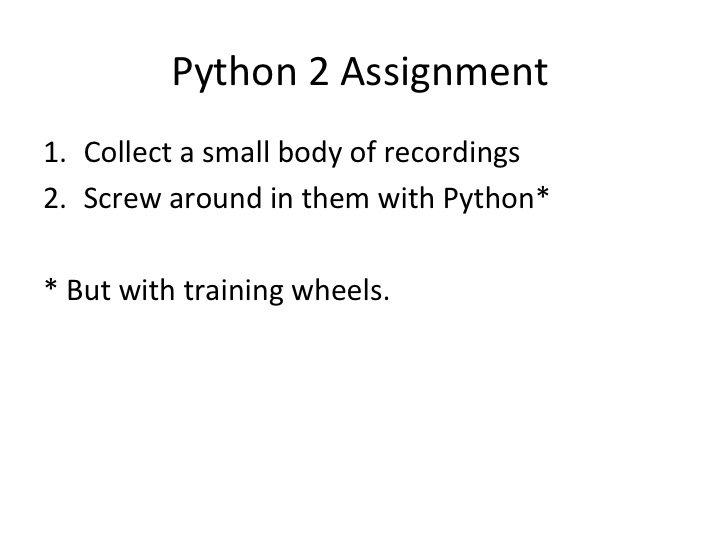 Python 2 Assignment
1. Collect a small body of recordings
2. Screw around in them with Python*
* But with training wheels.